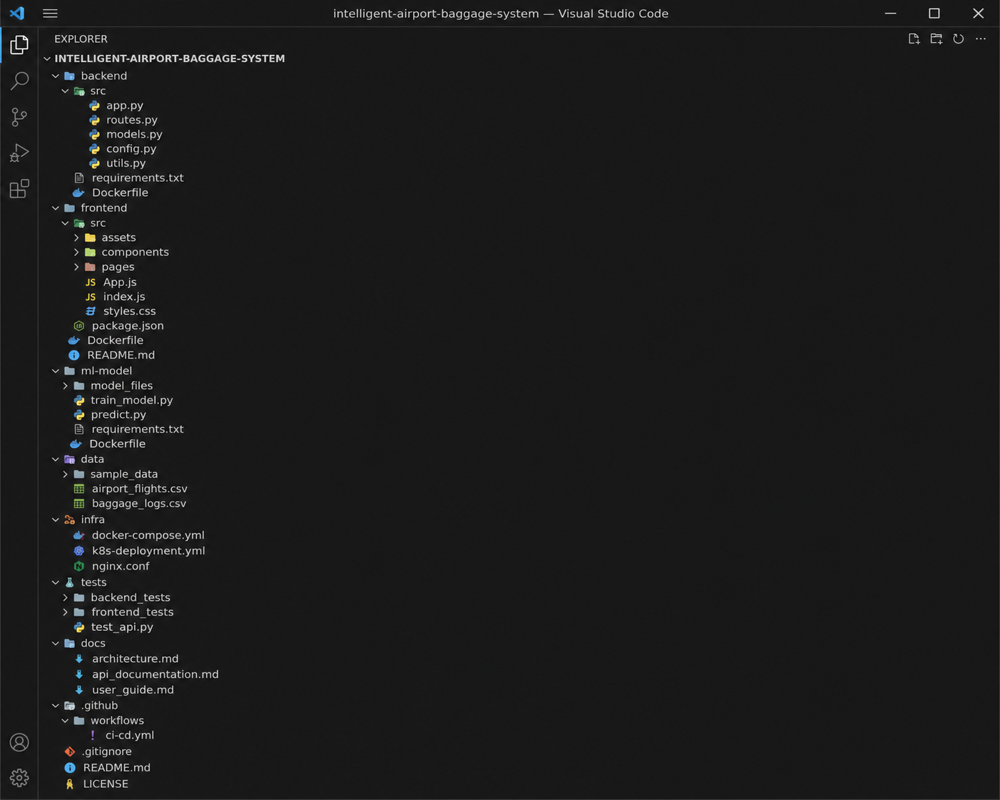 intelligent-airport-baggage-system — Visual Studio Code
EXPLORER
INTELLIGENT-AIRPORT-BAGGAGE-SYSTEM
backend
src
app.py
routes.py
models.py
config.py
utils.py
requirements.txt
Dockerfile
frontend
src
assets
components
pages
JS App.js
JS index.js
styles.css
package.json
Dockerfile
README.md
ml-model
model_files
train_model.py
predict.py
requirements.txt
Dockerfile
data
sample_data
airport_flights.csv
baggage_logs.csv
infra
docker-compose.yml
k8s-deployment.yml
nginx.conf
tests
backend_tests
frontend_tests
test_api.py
docs
architecture.md
api_documentation.md
user_guide.md
.github
workflows
! ci-cd.yml
.gitignore
README.md
LICENSE